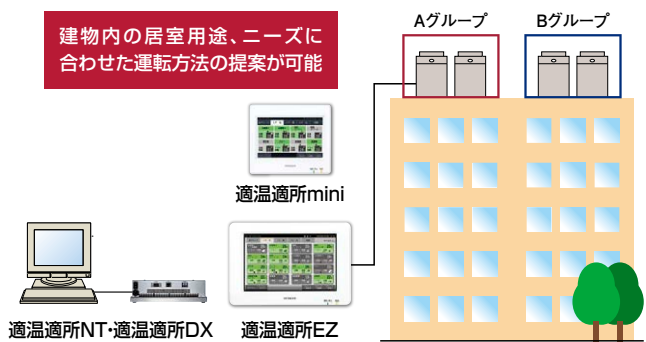 建物内の居室用途、ニーズに
合わせた運転方法の提案が可能
Aグループ
Bグループ
適温適所mini
適温適所NT・適温適所DX
適温適所EZ